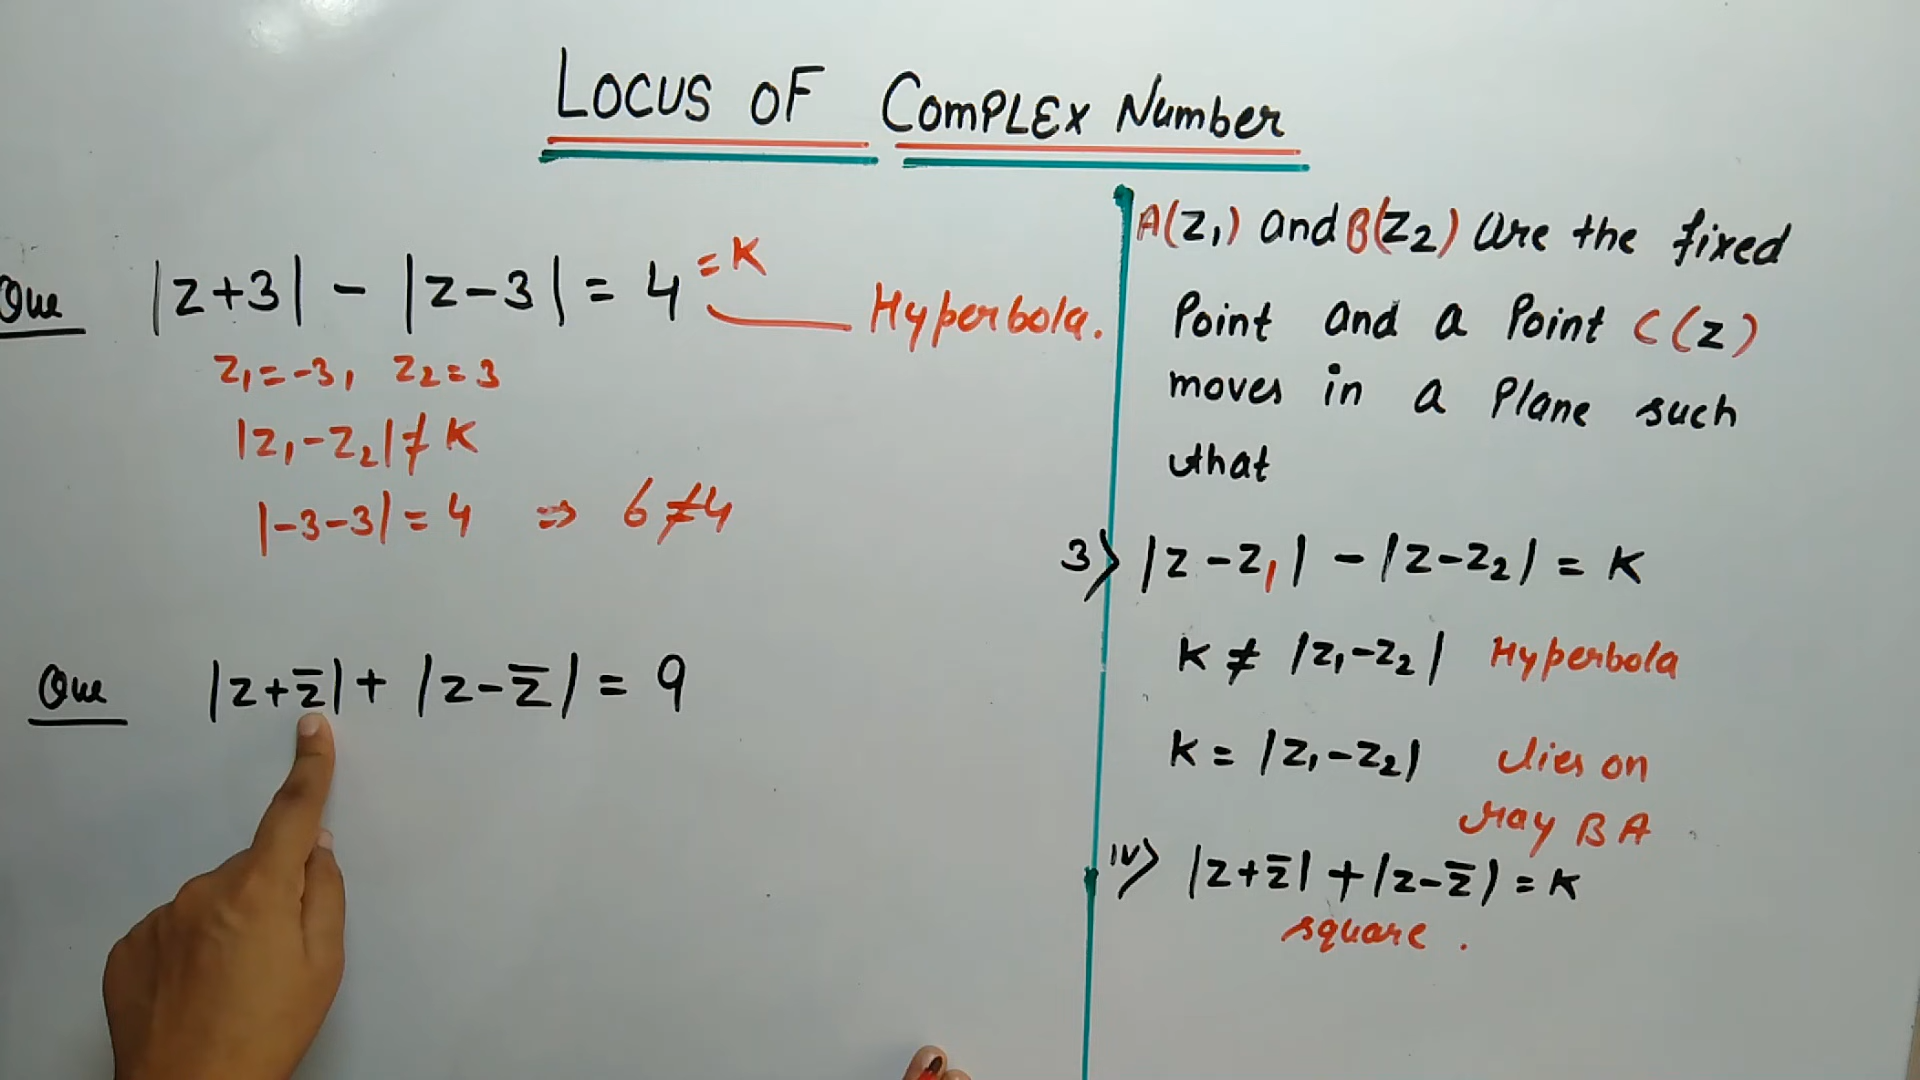 LOCUS OF COMPLEX Number
Que |z+3| - |z-3| = 4 = K
Hyperbola.
z₁=-3, z₂=3
|z₁-z₂| ≠ K
|-3-3| = 4 ⇒ 6≠4
Que |z+z̅| + |z-z̅| = 9
A(z₁) and B(z₂) are the fixed
Point and a Point C(z)
moves in a Plane such
that
3) |z-z₁| - |z-z₂| = K
K ≠ |z₁-z₂| Hyperbola
K = |z₁-z₂| lies on
ray BA
iv) |z+z̅| + |z-z̅| = K
square.